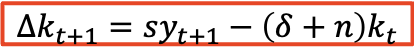 Δk_{t+1} = sy_{t+1} − (δ + n)k_t